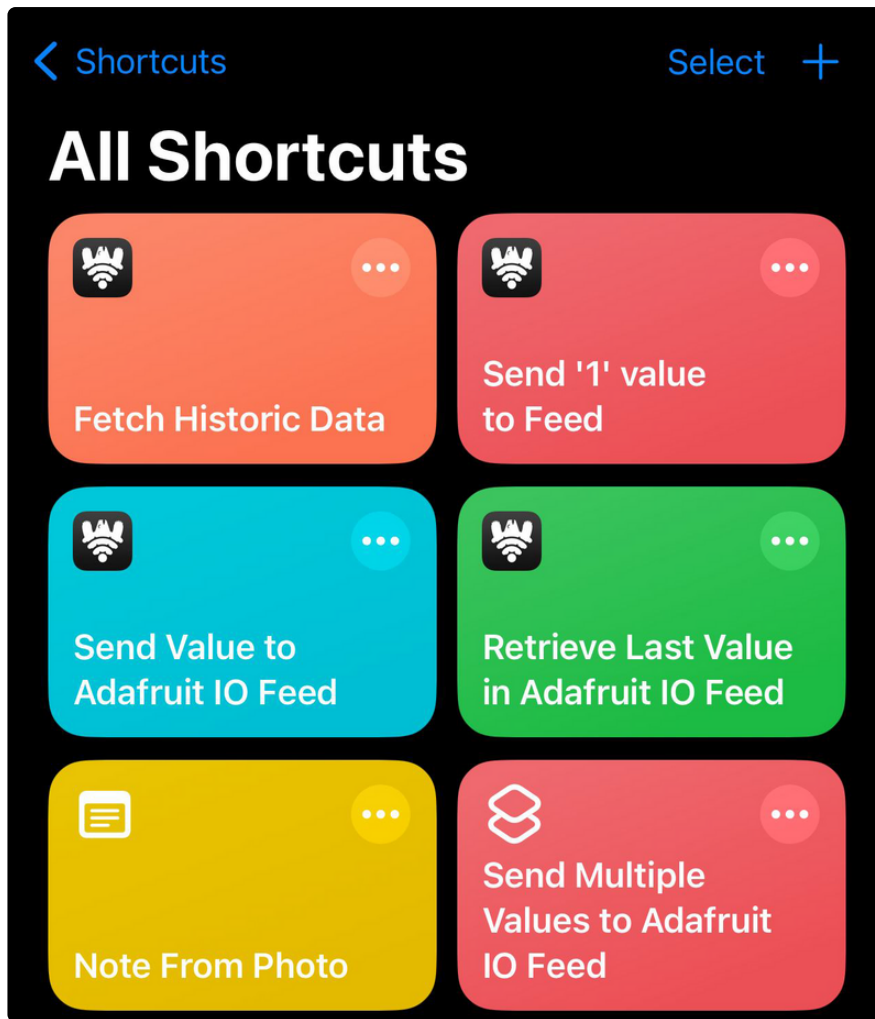 Shortcuts
Select
All Shortcuts
Fetch Historic Data
Send '1' value
to Feed
Send Value to
Adafruit IO Feed
Retrieve Last Value
in Adafruit IO Feed
Note From Photo
Send Multiple
Values to Adafruit
IO Feed